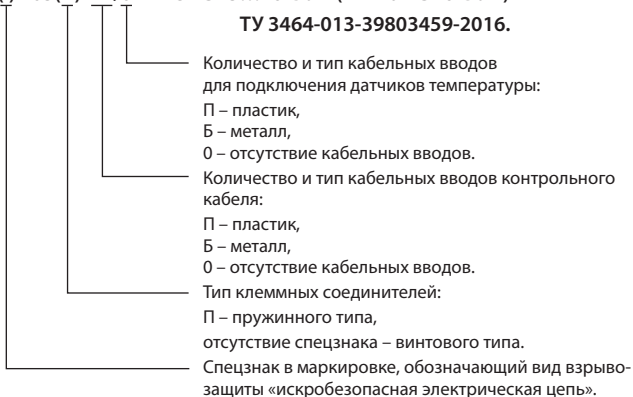 ТУ 3464-013-39803459-2016.
Количество и тип кабельных вводов
для подключения датчиков температуры:
П – пластик,
Б – металл,
0 – отсутствие кабельных вводов.
Количество и тип кабельных вводов контрольного
кабеля:
П – пластик,
Б – металл,
0 – отсутствие кабельных вводов.
Тип клеммных соединителей:
П – пружинного типа,
отсутствие спецзнака – винтового типа.
Спецзнак в маркировке, обозначающий вид взрыво-
защиты «искробезопасная электрическая цепь».